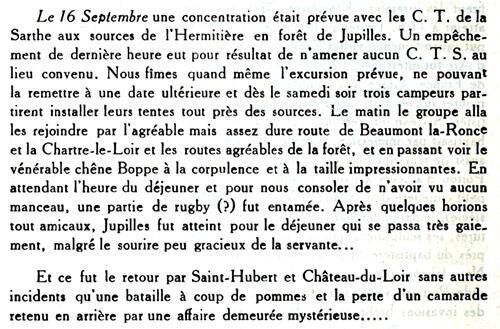 Le 16 Septembre une concentration était prévue avec les C. T. de la
Sarthe aux sources de l'Hermitière en forêt de Jupilles. Un empêche-
ment de dernière heure eut pour résultat de n'amener aucun C. T. S. au
lieu convenu. Nous fîmes quand même l'excursion prévue, ne pouvant
la remettre à une date ultérieure et dès le samedi soir trois campeurs par-
tirent installer leurs tentes tout près des sources. Le matin le groupe alla
les rejoindre par l'agréable mais assez dure route de Beaumont la-Ronce
et la Chartre-le-Loir et les routes agréables de la forêt, et en passant voir le
vénérable chêne Boppe à la corpulence et à la taille impressionnantes. En
attendant l'heure du déjeuner et pour nous consoler de n'avoir vu aucun
manceau, une partie de rugby (?) fut entamée. Après quelques horions
tout amicaux, Jupilles fut atteint pour le déjeuner qui se passa très gaie-
ment, malgré le sourire peu gracieux de la servante...
Et ce fut le retour par Saint-Hubert et Château-du-Loir sans autres
incidents qu'une bataille à coup de pommes et la perte d'un camarade
retenu en arrière par une affaire demeurée mystérieuse.....